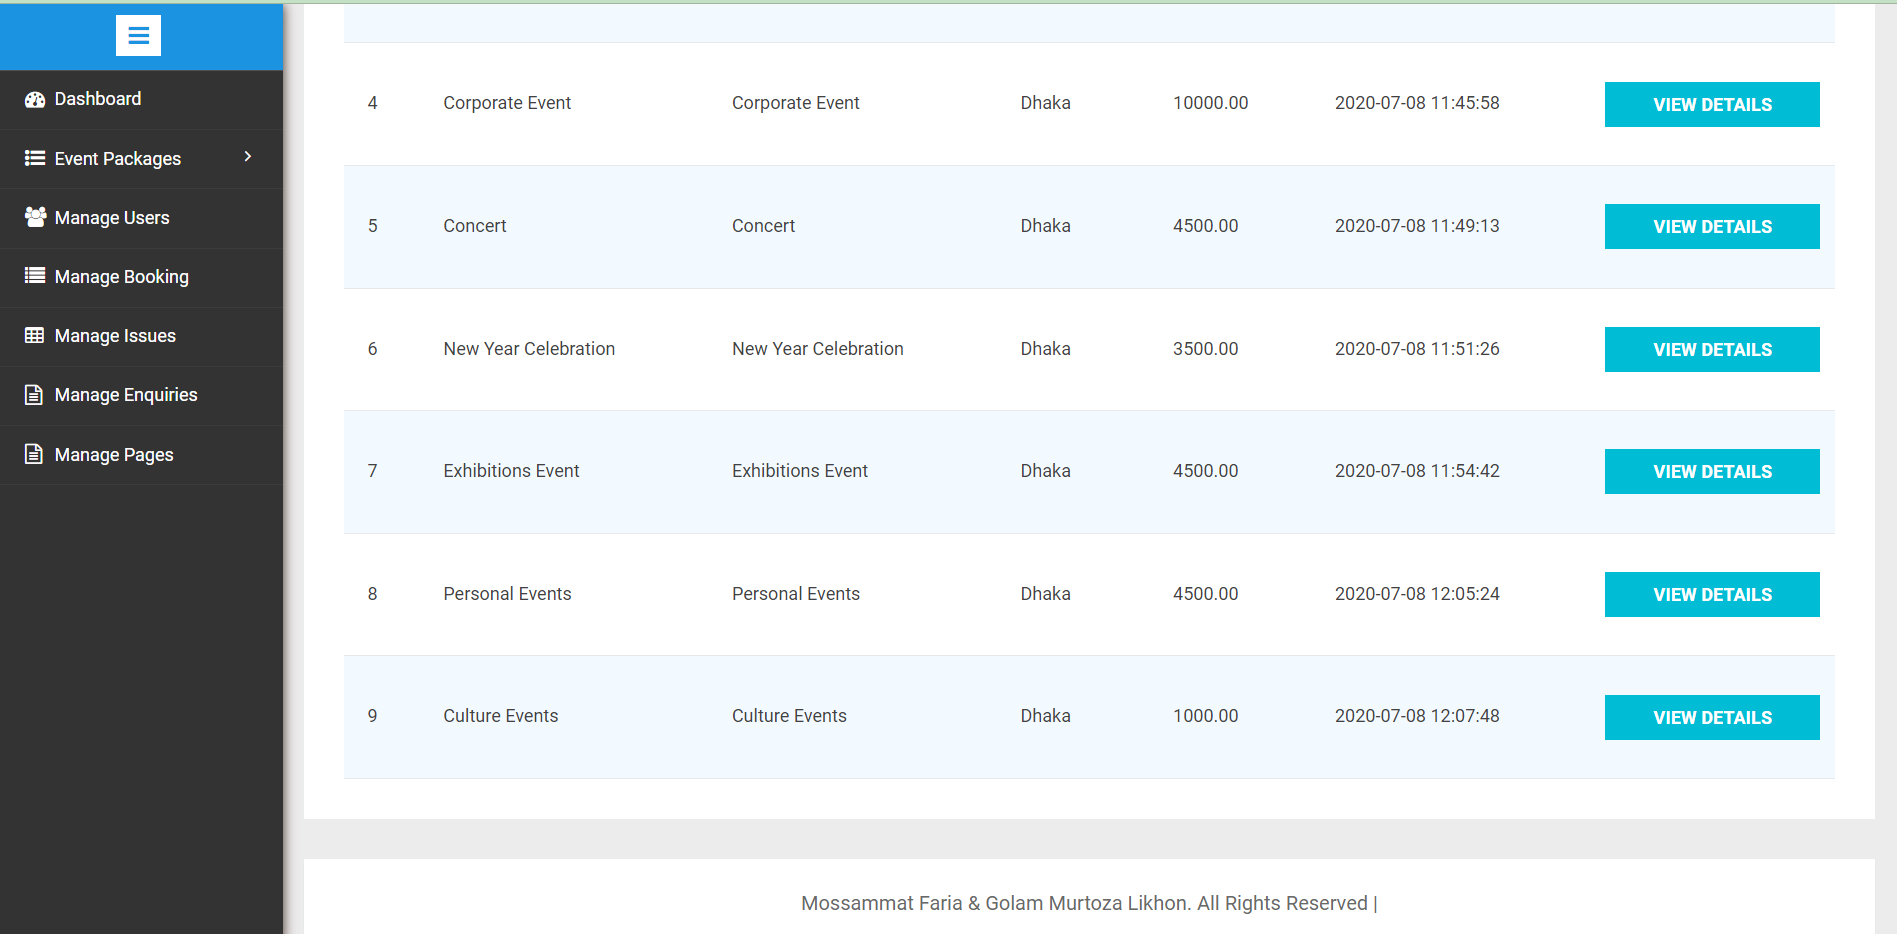 Dashboard
Event Packages
Manage Users
Manage Booking
Manage Issues
Manage Enquiries
Manage Pages
4 Corporate Event Corporate Event Dhaka 10000.00 2020-07-08 11:45:58 VIEW DETAILS
5 Concert Concert Dhaka 4500.00 2020-07-08 11:49:13 VIEW DETAILS
6 New Year Celebration New Year Celebration Dhaka 3500.00 2020-07-08 11:51:26 VIEW DETAILS
7 Exhibitions Event Exhibitions Event Dhaka 4500.00 2020-07-08 11:54:42 VIEW DETAILS
8 Personal Events Personal Events Dhaka 4500.00 2020-07-08 12:05:24 VIEW DETAILS
9 Culture Events Culture Events Dhaka 1000.00 2020-07-08 12:07:48 VIEW DETAILS
Mossammat Faria & Golam Murtoza Likhon. All Rights Reserved |